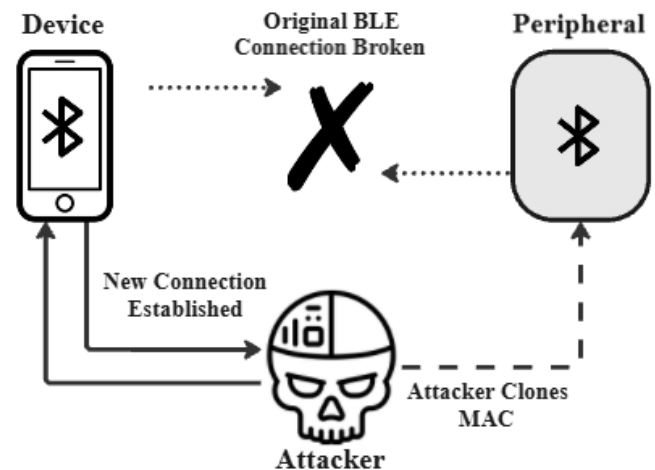 Device
Original BLE
Connection Broken
Peripheral
New Connection
Established
Attacker Clones
MAC
Attacker